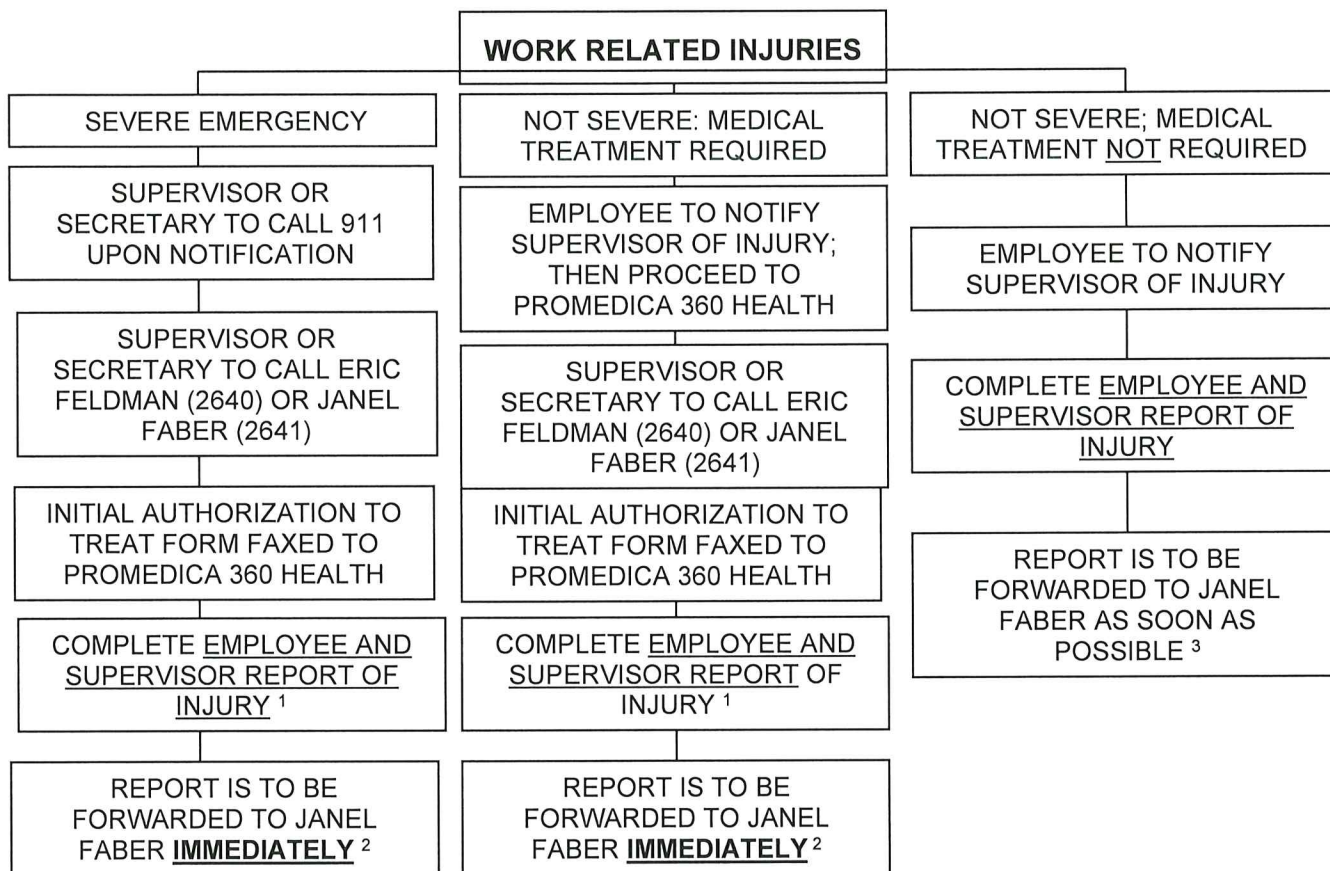 WORK RELATED INJURIES
SEVERE EMERGENCY
SUPERVISOR OR
SECRETARY TO CALL 911
UPON NOTIFICATION
SUPERVISOR OR
SECRETARY TO CALL ERIC
FELDMAN (2640) OR JANEL
FABER (2641)
INITIAL AUTHORIZATION TO
TREAT FORM FAXED TO
PROMEDICA 360 HEALTH
COMPLETE EMPLOYEE AND
SUPERVISOR REPORT OF
INJURY ¹
REPORT IS TO BE
FORWARDED TO JANEL
FABER IMMEDIATELY ²
NOT SEVERE: MEDICAL
TREATMENT REQUIRED
EMPLOYEE TO NOTIFY
SUPERVISOR OF INJURY;
THEN PROCEED TO
PROMEDICA 360 HEALTH
SUPERVISOR OR
SECRETARY TO CALL ERIC
FELDMAN (2640) OR JANEL
FABER (2641)
INITIAL AUTHORIZATION TO
TREAT FORM FAXED TO
PROMEDICA 360 HEALTH
COMPLETE EMPLOYEE AND
SUPERVISOR REPORT OF
INJURY ¹
REPORT IS TO BE
FORWARDED TO JANEL
FABER IMMEDIATELY ²
NOT SEVERE; MEDICAL
TREATMENT NOT REQUIRED
EMPLOYEE TO NOTIFY
SUPERVISOR OF INJURY
COMPLETE EMPLOYEE AND
SUPERVISOR REPORT OF
INJURY
REPORT IS TO BE
FORWARDED TO JANEL
FABER AS SOON AS
POSSIBLE ³